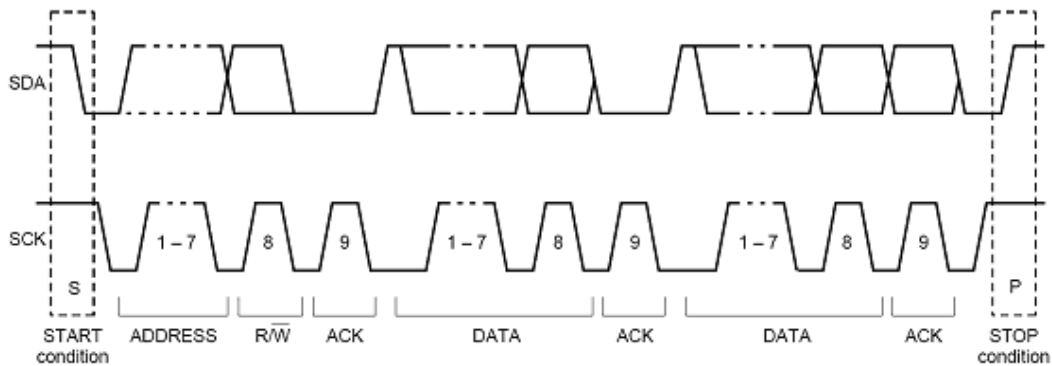 SDA
SCK
1 – 7
8
9
1 – 7
8
9
1 – 7
8
9
S
P
START
condition
ADDRESS
R/W̅
ACK
DATA
ACK
DATA
ACK
STOP
condition